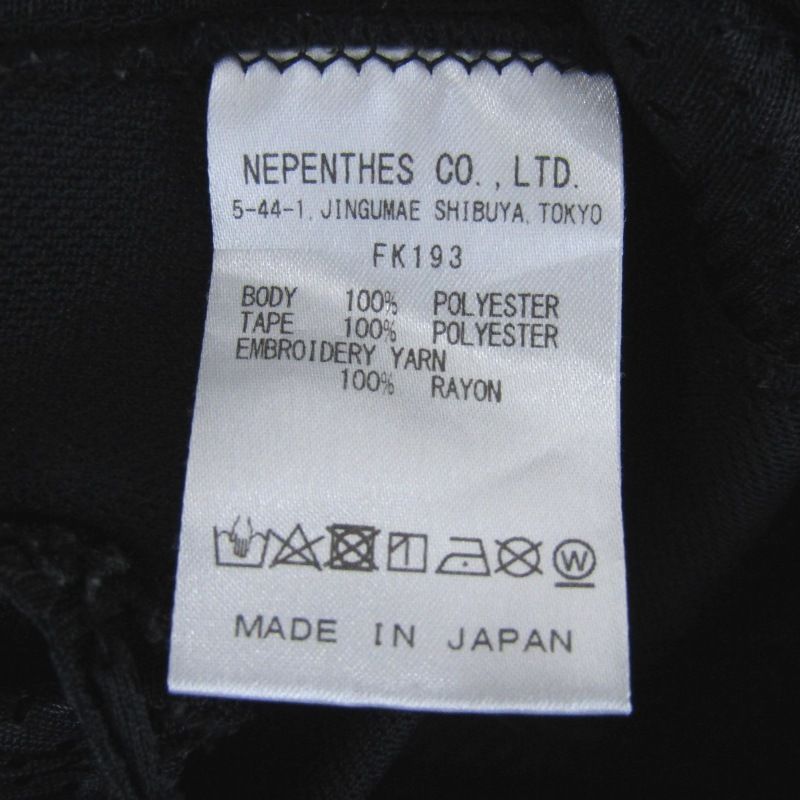 NEPENTHES CO., LTD.
5-44-1, JINGUMAE SHIBUYA, TOKYO
FK193
BODY 100% POLYESTER
TAPE 100% POLYESTER
EMBROIDERY YARN
100% RAYON
W
MADE IN JAPAN